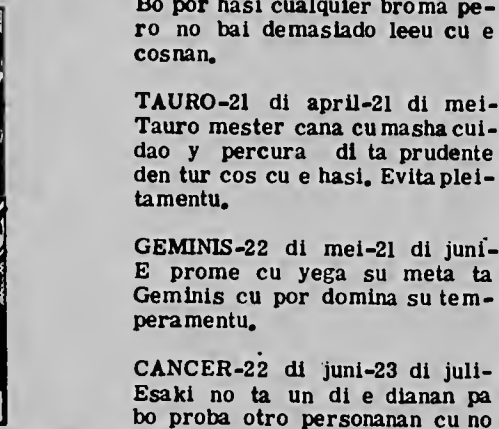 Bo por hasi cualquier broma pe-
ro no bai demasiado leeu cu e
cosnan.
TAURO-21 di april-21 di mei-
Tauro mester cana cu masha cui-
dao y percura di ta prudente
den tur cos cu e hasi. Evita plei-
tamentu.
GEMINIS-22 di mei-21 di juni-
E prome cu yega su meta ta
Geminis cu por domina su tem-
peramentu.
CANCER-22 di juni-23 di juli-
Esaki no ta un di e dianan pa
bo proba otro personanan cu no